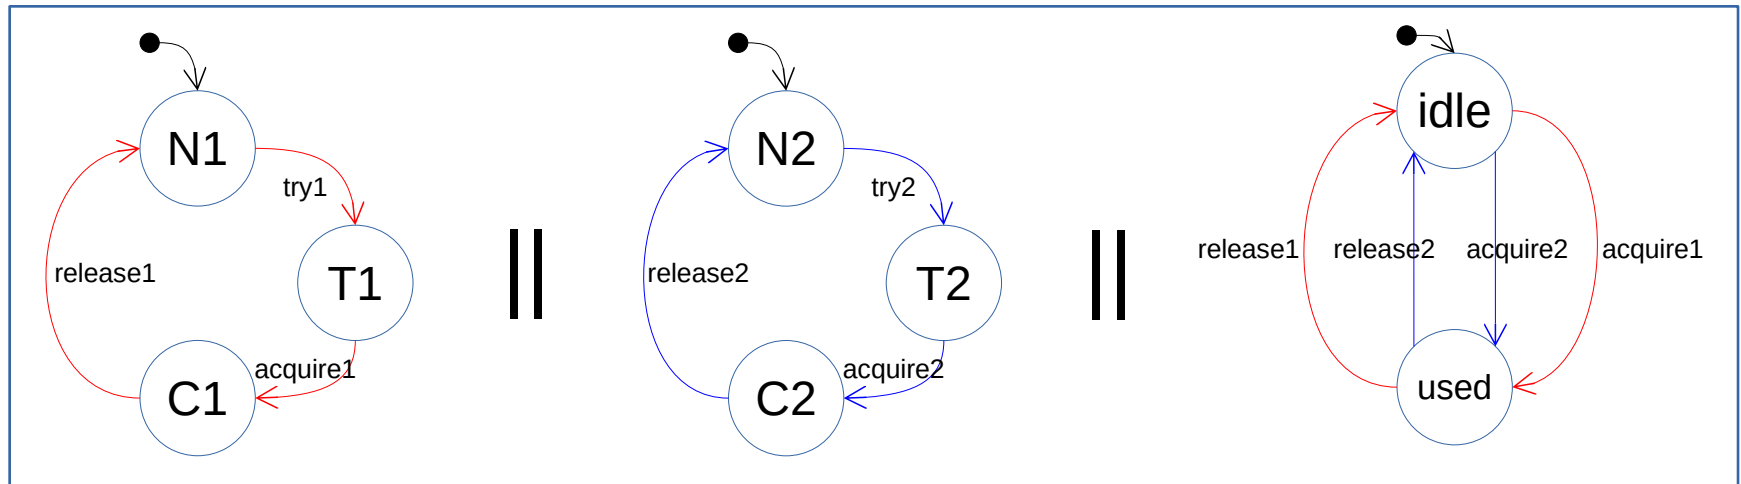 N1
try1
T1
release1
acquire1
C1
N2
try2
T2
release2
acquire2
C2
idle
release1
release2
acquire2
acquire1
used